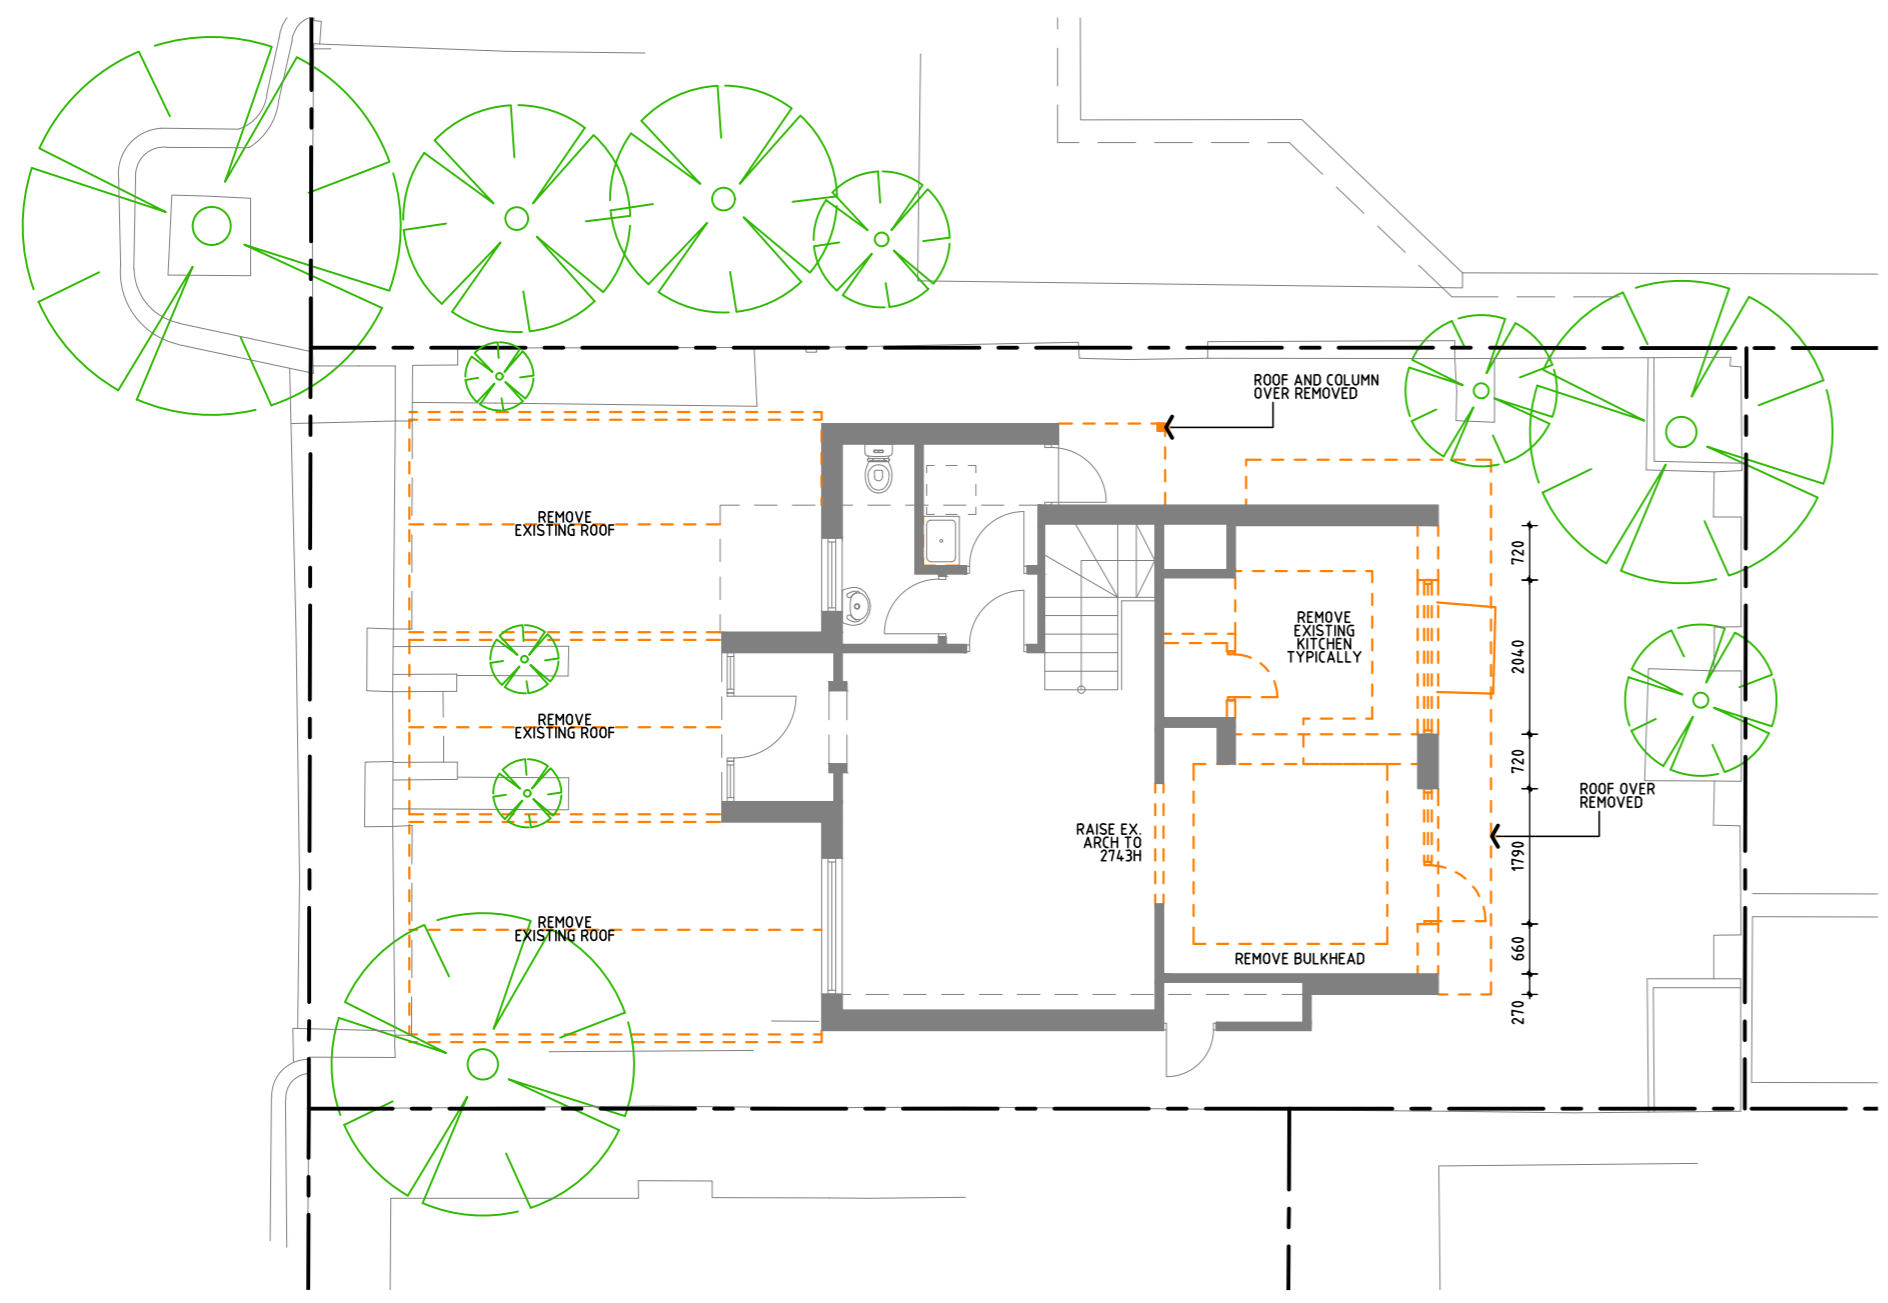 ROOF AND COLUMN
OVER REMOVED
REMOVE
EXISTING ROOF
720
REMOVE
EXISTING
KITCHEN
TYPICALLY
2040
REMOVE
EXISTING ROOF
720
ROOF OVER
REMOVED
RAISE EX.
ARCH TO
2743H
1790
REMOVE
EXISTING ROOF
660
REMOVE BULKHEAD
270